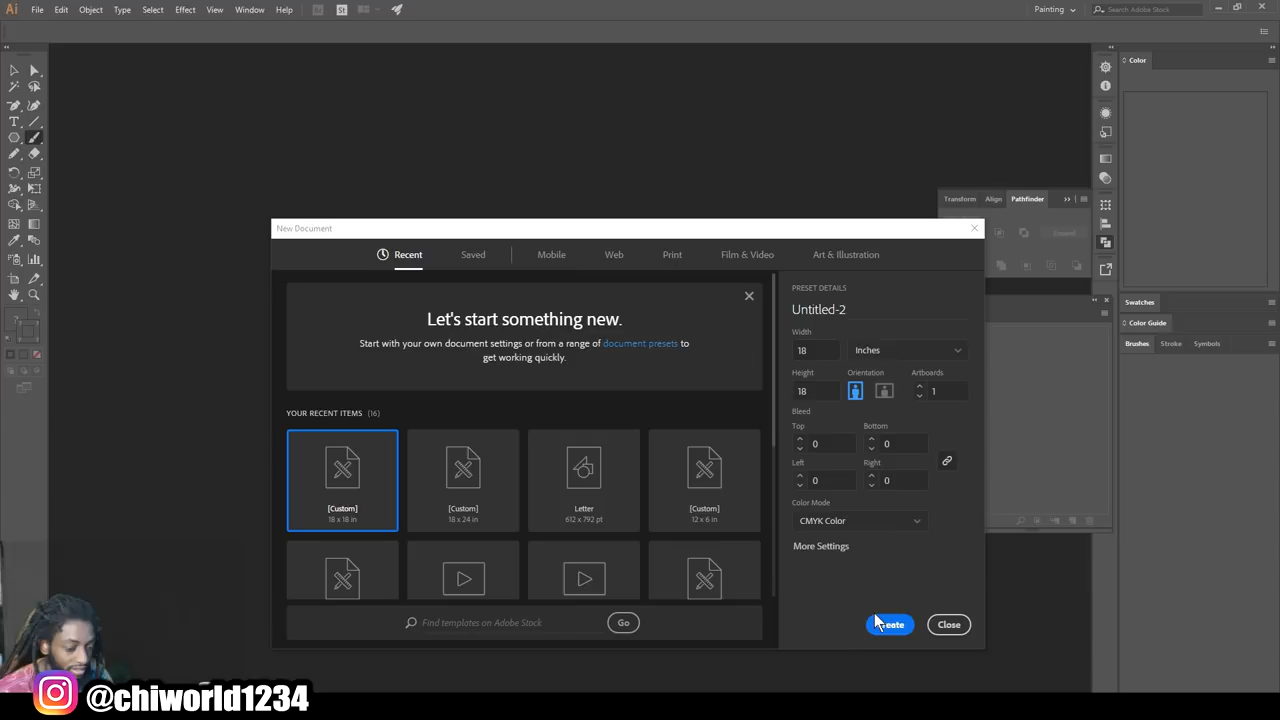 Ai File Edit Object Type Select Effect View Window Help Br St Painting Search Adobe Stock
Color
Transform Align Pathfinder
Expand
New Document
Recent Saved Mobile Web Print Film & Video Art & Illustration
Let's start something new.
Start with your own document settings or from a range of document presets to
get working quickly.
YOUR RECENT ITEMS (16)
[Custom]
18 x 18 in
[Custom]
18 x 24 in
Letter
612 x 792 pt
[Custom]
12 x 6 in
Find templates on Adobe Stock
Go
PRESET DETAILS
Untitled-2
Width
18 Inches
Height Orientation Artboards
18 1
Bleed
Top Bottom
0 0
Left Right
0 0
Color Mode
CMYK Color
More Settings
Create Close
Swatches
Color Guide
Brushes Stroke Symbols
@chiworld1234